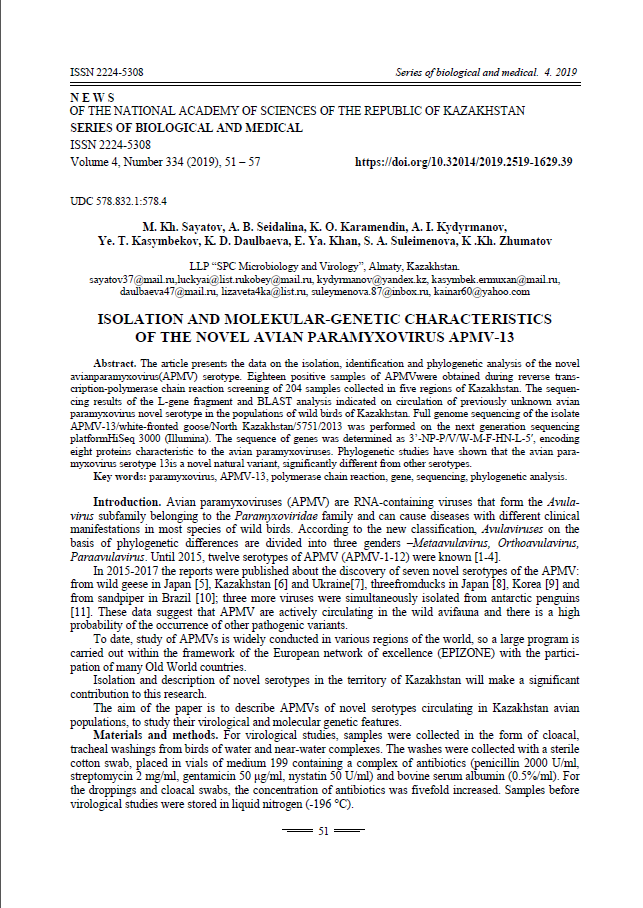 ISSN 2224-5308 Series of biological and medical. 4. 2019
N E W S
OF THE NATIONAL ACADEMY OF SCIENCES OF THE REPUBLIC OF KAZAKHSTAN
SERIES OF BIOLOGICAL AND MEDICAL
ISSN 2224-5308
Volume 4, Number 334 (2019), 51 – 57 https://doi.org/10.32014/2019.2519-1629.39
UDC 578.832.1:578.4
M. Kh. Sayatov, A. B. Seidalina, K. O. Karamendin, A. I. Kydyrmanov,
Ye. T. Kasymbekov, K. D. Daulbaeva, E. Ya. Khan, S. A. Suleimenova, K .Kh. Zhumatov
LLP “SPC Microbiology and Virology”, Almaty, Kazakhstan.
sayatov37@mail.ru,luckyai@list.rukobey@mail.ru, kydyrmanov@yandex.kz, kasymbek.ermuxan@mail.ru,
daulbaeva47@mail.ru, lizaveta4ka@list.ru, suleymenova.87@inbox.ru, kainar60@yahoo.com
ISOLATION AND MOLEKULAR-GENETIC CHARACTERISTICS
OF THE NOVEL AVIAN PARAMYXOVIRUS APMV-13
Abstract. The article presents the data on the isolation, identification and phylogenetic analysis of the novel
avianparamyxovirus(APMV) serotype. Eighteen positive samples of APMVwere obtained during reverse trans-
cription-polymerase chain reaction screening of 204 samples collected in five regions of Kazakhstan. The sequen-
cing results of the L-gene fragment and BLAST analysis indicated on circulation of previously unknown avian
paramyxovirus novel serotype in the populations of wild birds of Kazakhstan. Full genome sequencing of the isolate
APMV-13/white-fronted goose/North Kazakhstan/5751/2013 was performed on the next generation sequencing
platformHiSeq 3000 (Illumina). The sequence of genes was determined as 3’-NP-P/V/W-M-F-HN-L-5′, encoding
eight proteins characteristic to the avian paramyxoviruses. Phylogenetic studies have shown that the avian para-
myxovirus serotype 13is a novel natural variant, significantly different from other serotypes.
Key words: paramyxovirus, APMV-13, polymerase chain reaction, gene, sequencing, phylogenetic analysis.
Introduction. Avian paramyxoviruses (APMV) are RNA-containing viruses that form the Avula-
virus subfamily belonging to the Paramyxoviridae family and can cause diseases with different clinical
manifestations in most species of wild birds. According to the new classification, Avulaviruses on the
basis of phylogenetic differences are divided into three genders –Metaavulavirus, Orthoavulavirus,
Paraavulavirus. Until 2015, twelve serotypes of APMV (APMV-1-12) were known [1-4].
In 2015-2017 the reports were published about the discovery of seven novel serotypes of the APMV:
from wild geese in Japan [5], Kazakhstan [6] and Ukraine[7], threefromducks in Japan [8], Korea [9] and
from sandpiper in Brazil [10]; three more viruses were simultaneously isolated from antarctic penguins
[11]. These data suggest that APMV are actively circulating in the wild avifauna and there is a high
probability of the occurrence of other pathogenic variants.
To date, study of APMVs is widely conducted in various regions of the world, so a large program is
carried out within the framework of the European network of excellence (EPIZONE) with the partici-
pation of many Old World countries.
Isolation and description of novel serotypes in the territory of Kazakhstan will make a significant
contribution to this research.
The aim of the paper is to describe APMVs of novel serotypes circulating in Kazakhstan avian
populations, to study their virological and molecular genetic features.
Materials and methods. For virological studies, samples were collected in the form of cloacal,
tracheal washings from birds of water and near-water complexes. The washes were collected with a sterile
cotton swab, placed in vials of medium 199 containing a complex of antibiotics (penicillin 2000 U/ml,
streptomycin 2 mg/ml, gentamicin 50 μg/ml, nystatin 50 U/ml) and bovine serum albumin (0.5%/ml). For
the droppings and cloacal swabs, the concentration of antibiotics was fivefold increased. Samples before
virological studies were stored in liquid nitrogen (-196 °C).
51